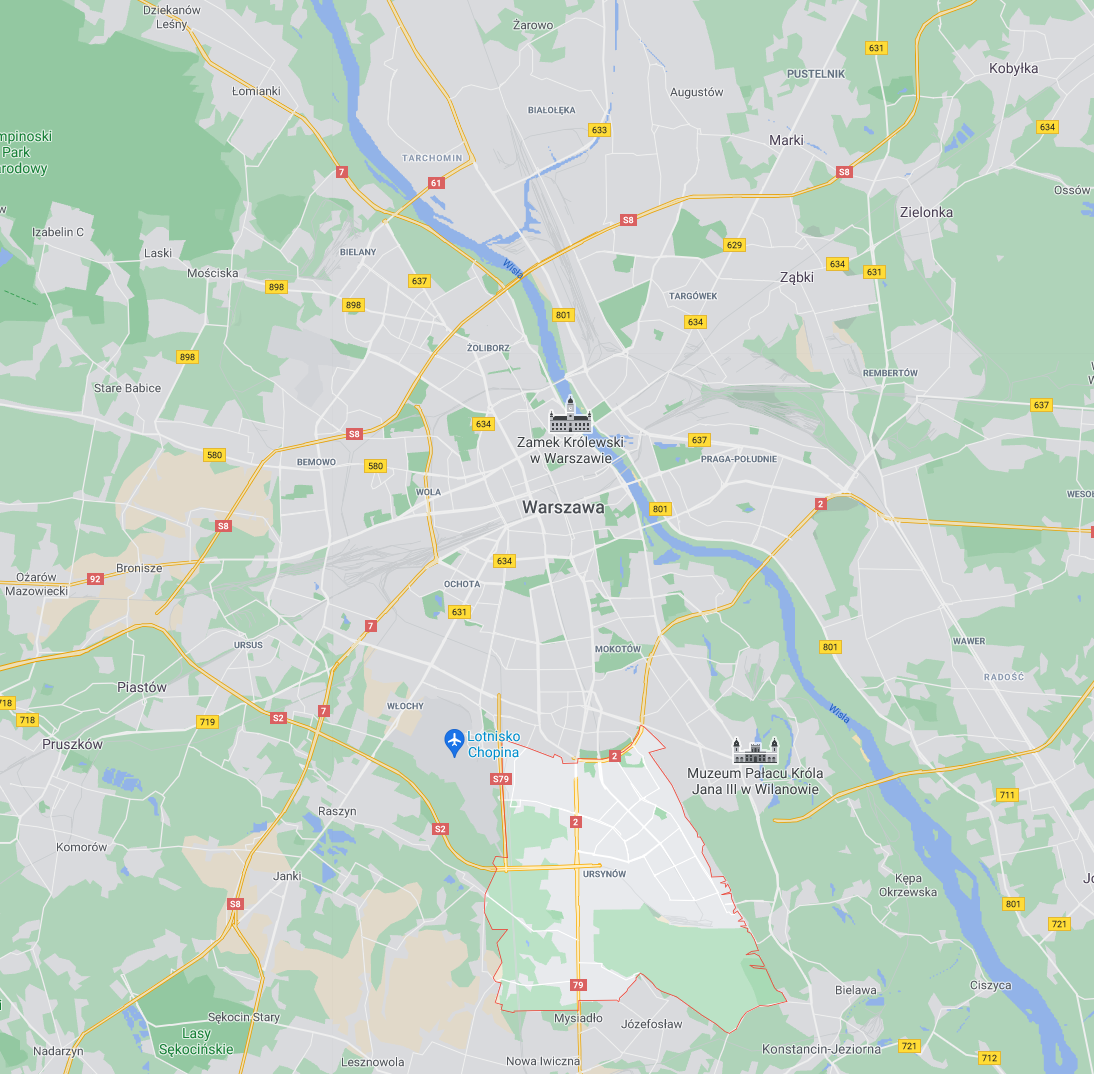 Dziekanów
Leśny
Żarowo
631
PUSTELNIK
Kobyłka
Łomianki
Augustów
BIAŁOŁĘKA
633
634
mpinoski
Park
arodowy
Marki
TARCHOMIN
7
61
S8
Ossów
Izabelin C
Zielonka
S8
Laski
BIELANY
629
Mościska
Wisła
634
631
Ząbki
637
898
898
801
TARGÓWEK
634
ŻOLIBORZ
898
REMBERTÓW
Stare Babice
637
634
S8
Zamek Królewski
w Warszawie
637
580
BEMOWO
580
PRAGA-POŁUDNIE
WOLA
Warszawa
801
2
WESOŁ
S8
634
Bronisze
92
Ożarów
Mazowiecki
OCHOTA
631
7
URSUS
MOKOTÓW
801
WAWER
RADOŚĆ
Piastów
718
718
719
S2
7
WŁOCHY
Wisła
Pruszków
Lotnisko
Chopina
2
Muzeum Pałacu Króla
Jana III w Wilanowie
S79
711
Raszyn
S2
2
Komorów
Janki
URSYNÓW
Kępa
Okrzewska
S8
801
721
79
Bielawa
Ciszyca
Sękocin Stary
Mysiadło
Józefosław
Lasy
Sękocińskie
Nadarzyn
Lesznowola
Nowa Iwiczna
Konstancin-Jeziorna
721
712